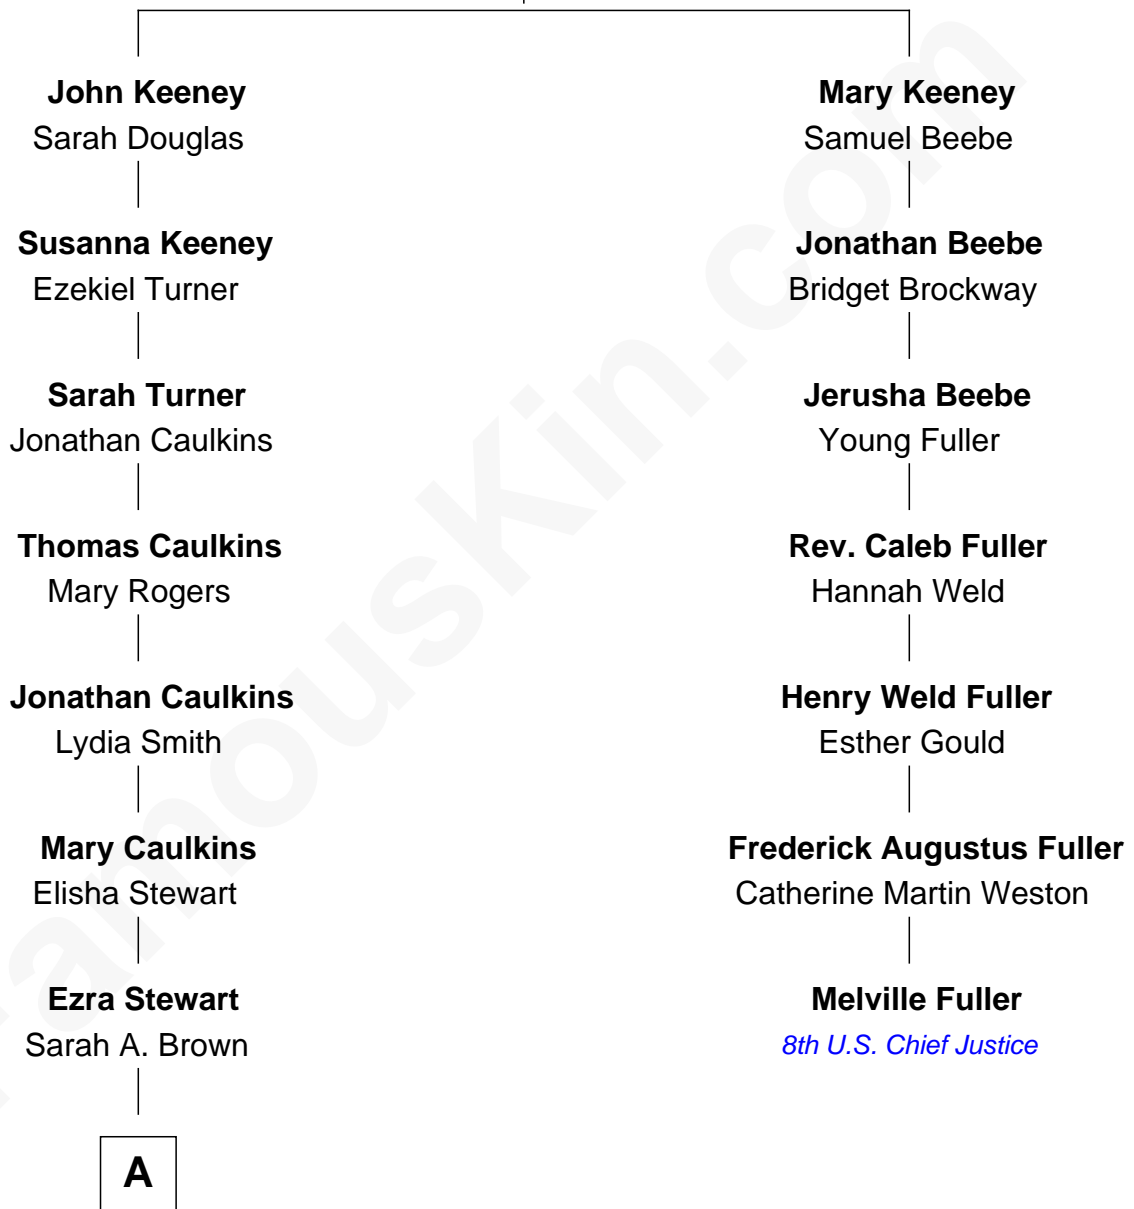 John Keeney
Sarah Douglas
Susanna Keeney
Ezekiel Turner
Sarah Turner
Jonathan Caulkins
Thomas Caulkins
Mary Rogers
Jonathan Caulkins
Lydia Smith
Mary Caulkins
Elisha Stewart
Ezra Stewart
Sarah A. Brown
A
Mary Keeney
Samuel Beebe
Jonathan Beebe
Bridget Brockway
Jerusha Beebe
Young Fuller
Rev. Caleb Fuller
Hannah Weld
Henry Weld Fuller
Esther Gould
Frederick Augustus Fuller
Catherine Martin Weston
Melville Fuller
8th U.S. Chief Justice
FamousKin.com